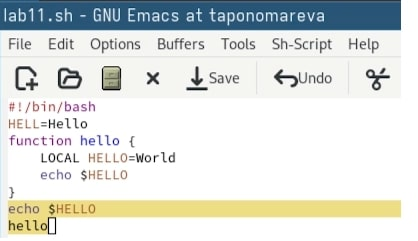 lab11.sh - GNU Emacs at taponomareva
File Edit Options Buffers Tools Sh-Script Help
Save Undo
#!/bin/bash
HELL=Hello
function hello {
    LOCAL HELLO=World
    echo $HELLO
}
echo $HELLO
hello